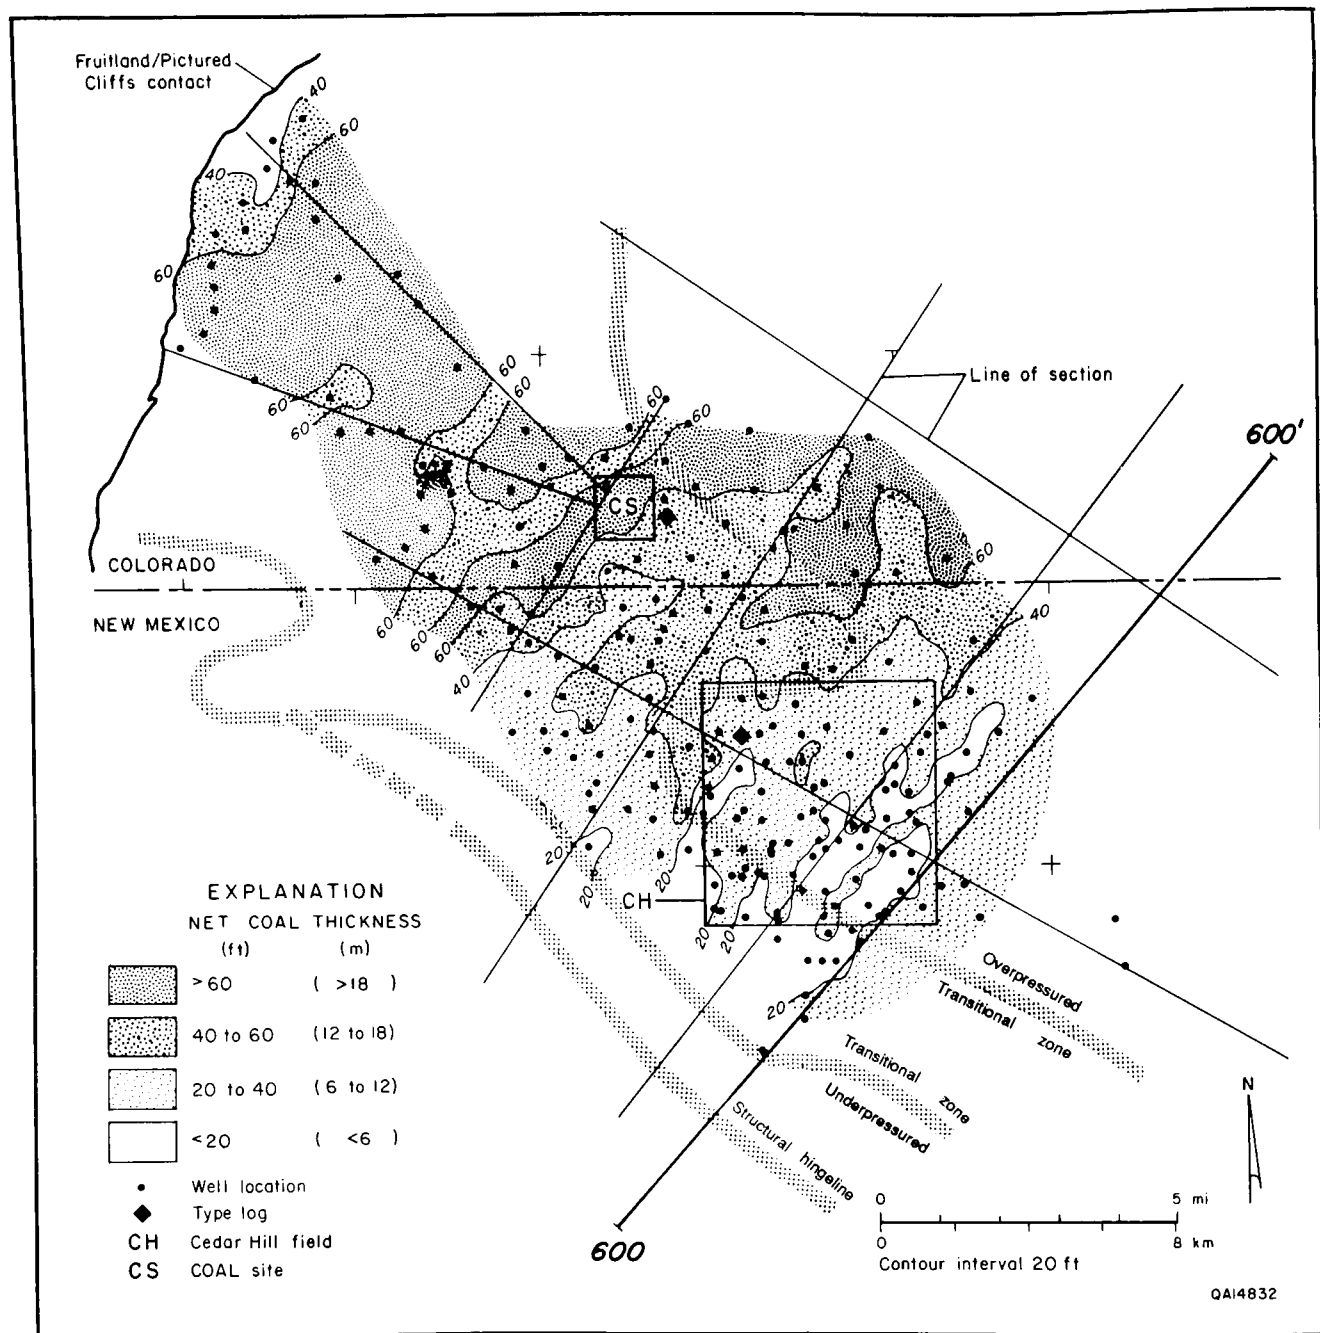 Fruitland/Pictured
Cliffs contact
40
60
40
60
60
60
60
60
60
60
Line of section
600'
CS
60
COLORADO
NEW MEXICO
40
60
60
60
40
20
20
20
CH
20
20
20
Overpressured
Transitional zone
Transitional zone
Underpressured
Structural hingeline
EXPLANATION
NET COAL THICKNESS
(ft) (m)
>60 ( >18 )
40 to 60 (12 to 18)
20 to 40 (6 to 12)
<20 ( <6 )
Well location
Type log
CH Cedar Hill field
CS COAL site
600
N
0 5 mi
0 8 km
Contour interval 20 ft
QA14832